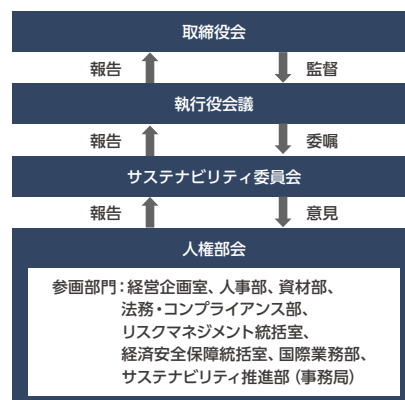 取締役会
報告 監督
執行役会議
報告 委嘱
サステナビリティ委員会
報告 意見
人権部会
参画部門:経営企画室、人事部、資材部、
法務・コンプライアンス部、
リスクマネジメント統括室、
経済安全保障統括室、国際業務部、
サステナビリティ推進部(事務局)